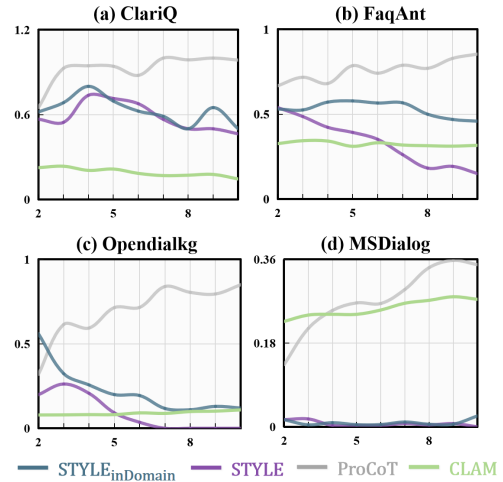 (a) ClariQ
(b) FaqAnt
1.2
0.6
0
2 5 8
1
0.5
0
2 5 8
(c) Opendialkg
(d) MSDialog
1
0.5
0
2 5 8
0.36
0.18
0
2 5 8
STYLEinDomain STYLE ProCoT CLAM